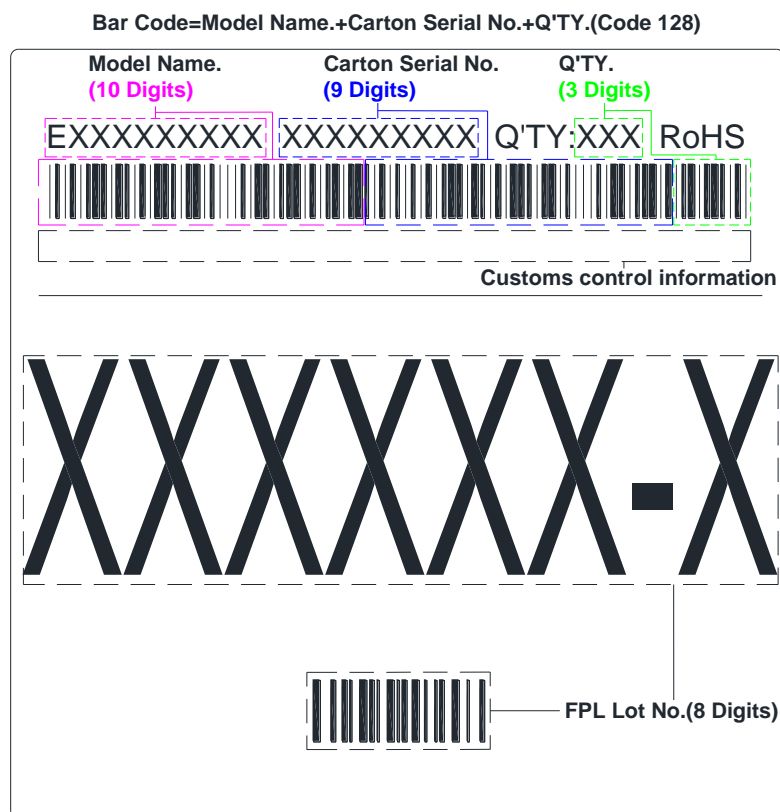 Bar Code=Model Name.+Carton Serial No.+Q'TY.(Code 128)
Model Name. Carton Serial No. Q'TY.
(10 Digits) (9 Digits) (3 Digits)
EXXXXXXXXX XXXXXXXXX Q'TY:XXX RoHS
Customs control information
XXXXXX-X
FPL Lot No.(8 Digits)